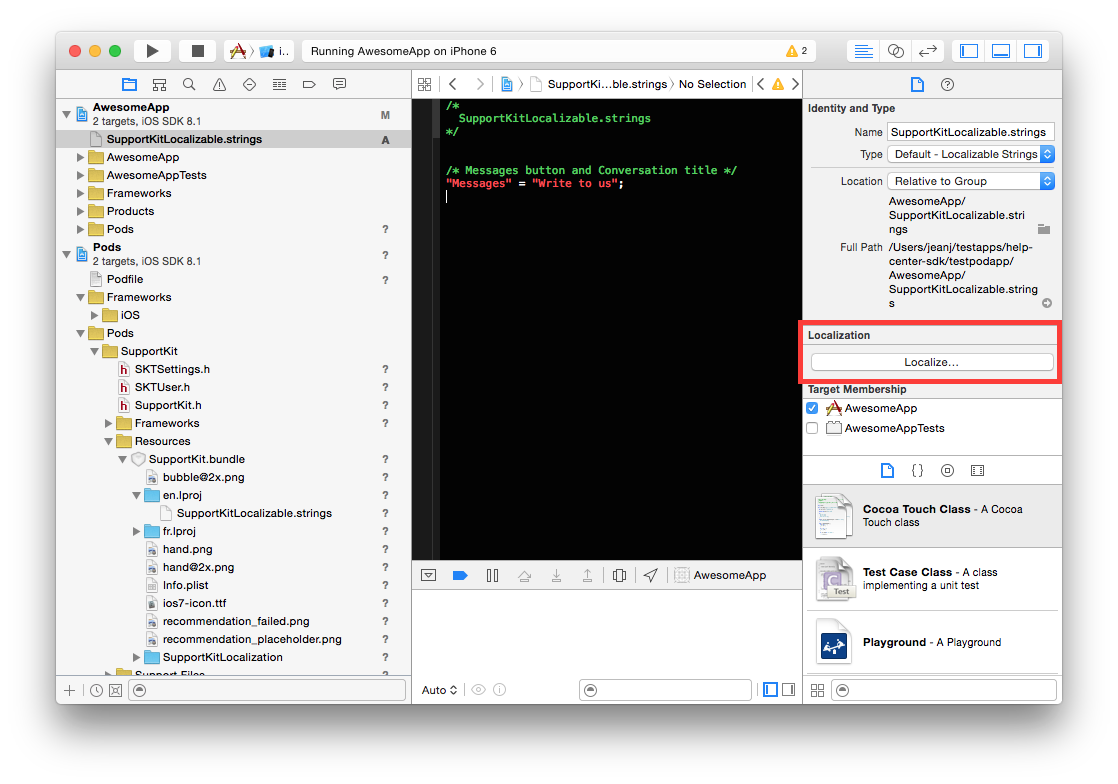 i..
Running AwesomeApp on iPhone 6
2
AwesomeApp
2 targets, iOS SDK 8.1
M
SupportKitLocalizable.strings
A
AwesomeApp
AwesomeAppTests
Frameworks
Products
Pods
?
Pods
2 targets, iOS SDK 8.1
?
Podfile
?
Frameworks
iOS
Pods
SupportKit
SKTSettings.h
?
SKTUser.h
?
SupportKit.h
?
Frameworks
?
Resources
?
SupportKit.bundle
?
bubble@2x.png
?
en.lproj
?
SupportKitLocalizable.strings
?
fr.lproj
?
hand.png
?
hand@2x.png
?
Info.plist
?
ios7-icon.ttf
?
recommendation_failed.png
?
recommendation_placeholder.png
?
SupportKitLocalization
?
Support Files
?
SupportKi...ble.strings
No Selection
/*
SupportKitLocalizable.strings
*/
/* Messages button and Conversation title */
"Messages" = "Write to us";
AwesomeApp
Auto
Identity and Type
Name
SupportKitLocalizable.strings
Type
Default - Localizable Strings
Location
Relative to Group
AwesomeApp/
SupportKitLocalizable.stri
ngs
Full Path
/Users/jeanj/testapps/help-
center-sdk/testpodapp/
AwesomeApp/
SupportKitLocalizable.string
s
Localization
Localize...
Target Membership
AwesomeApp
AwesomeAppTests
{}
Cocoa Touch Class - A Cocoa
Touch class
Test
Test Case Class - A class
implementing a unit test
Playground - A Playground